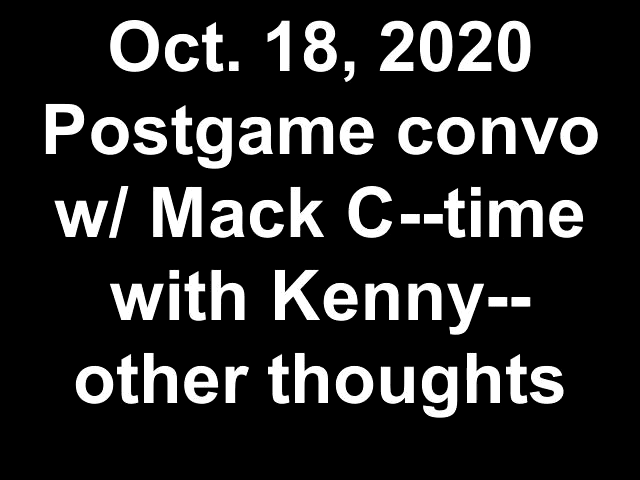 Oct. 18, 2020
Postgame convo
w/ Mack C--time
with Kenny--
other thoughts